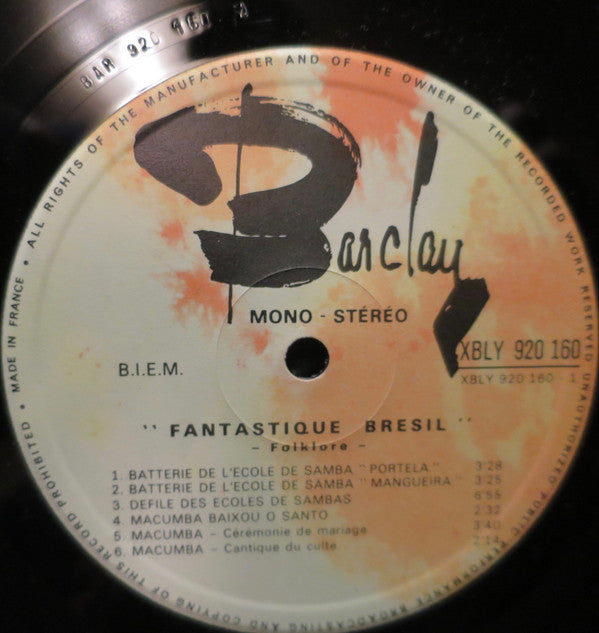 BAR 920 160
MADE IN FRANCE • ALL RIGHTS OF THE MANUFACTURER AND OF THE OWNER OF THE RECORDED WORK RESERVED UNAUTHORIZED PUBLIC PERFORMANCE BROADCASTING AND COPYING OF THIS RECORD PROHIBITED •
Barclay
MONO - STÉRÉO
XBLY 920 160
B.I.E.M.
XBLY 920 160 - 1
" FANTASTIQUE BRESIL "
- Folklore -
1. BATTERIE DE L'ECOLE DE SAMBA " PORTELA " 3'28
2. BATTERIE DE L'ECOLE DE SAMBA " MANGUEIRA " 3'25
3. DEFILE DES ECOLES DE SAMBAS 6'55
4. MACUMBA BAIXOU O SANTO 2'32
5. MACUMBA - Cérémonie de mariage 3'40
6. MACUMBA - Cantique du culte 2'14